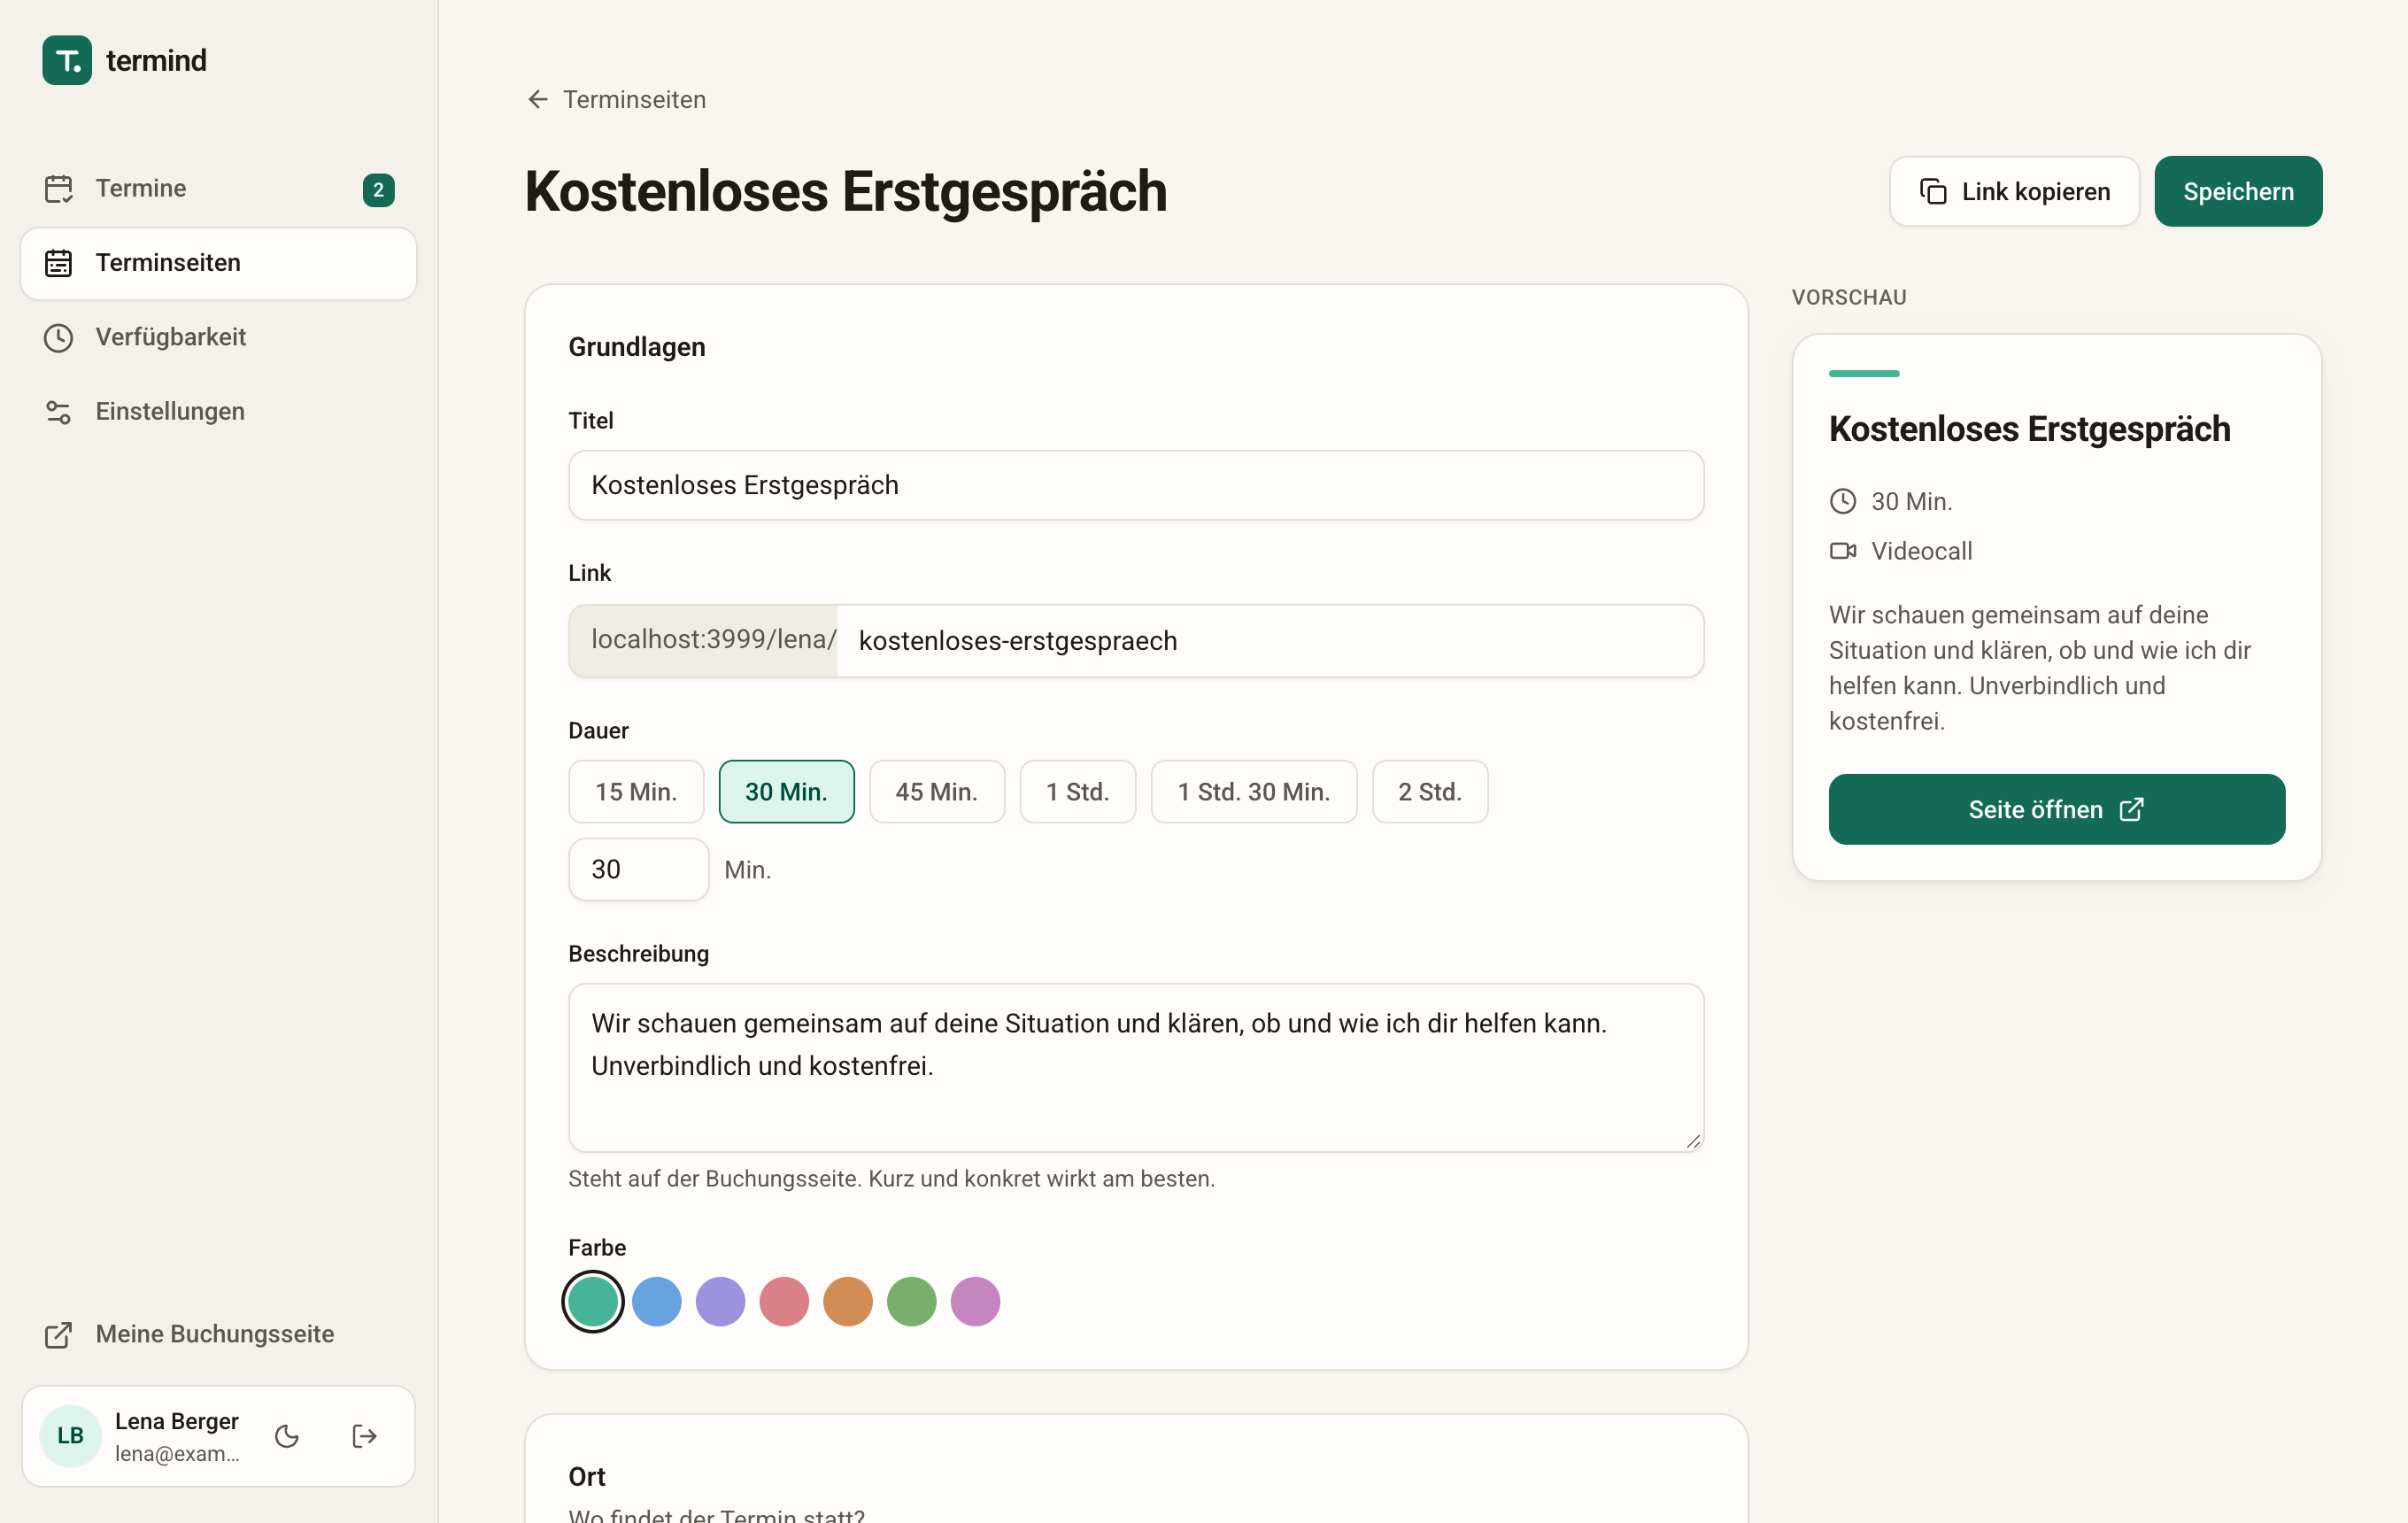 T. termind
Termine 2
Terminseiten
Verfügbarkeit
Einstellungen
Meine Buchungsseite
LB Lena Berger
lena@exam...
Terminseiten
Kostenloses Erstgespräch
Link kopieren
Speichern
Grundlagen
Titel
Kostenloses Erstgespräch
Link
localhost:3999/lena/ kostenloses-erstgespraech
Dauer
15 Min. 30 Min. 45 Min. 1 Std. 1 Std. 30 Min. 2 Std.
30 Min.
Beschreibung
Wir schauen gemeinsam auf deine Situation und klären, ob und wie ich dir helfen kann.
Unverbindlich und kostenfrei.
Steht auf der Buchungsseite. Kurz und konkret wirkt am besten.
Farbe
Ort
Wo findet der Termin statt?
VORSCHAU
Kostenloses Erstgespräch
30 Min.
Videocall
Wir schauen gemeinsam auf deine
Situation und klären, ob und wie ich dir
helfen kann. Unverbindlich und
kostenfrei.
Seite öffnen